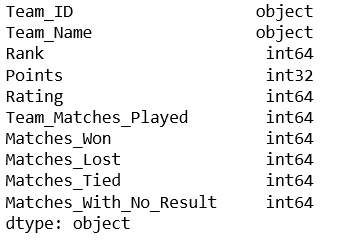 Team_ID object
Team_Name object
Rank int64
Points int32
Rating int64
Team_Matches_Played int64
Matches_Won int64
Matches_Lost int64
Matches_Tied int64
Matches_With_No_Result int64
dtype: object